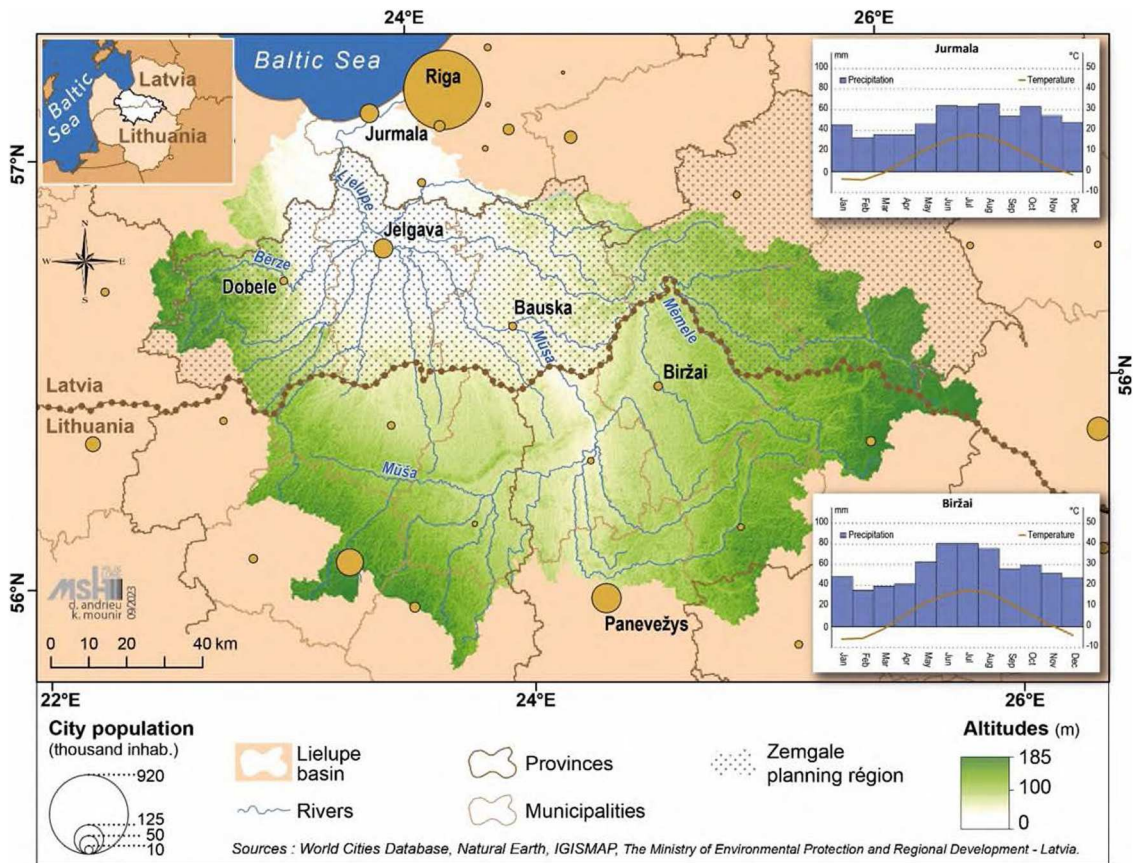 24°E
26°E
Baltic Sea
Riga
Jurmala
Latvia
Baltic
Sea
Lithuania
57°N
Jurmala
mm
°C
Precipitation
Temperature
100
80
60
40
20
0
50
40
30
20
10
0
-10
Jan
Feb
Mar
Apr
May
Jun
Jul
Aug
Sep
Oct
Nov
Dec
Lielupe
Jelgava
N
W
E
S
Bērze
Dobele
Bauska
Mūsa
Mēmele
Biržai
Latvia
Lithuania
56°N
Mūša
Biržai
mm
°C
Precipitation
Temperature
100
80
60
40
20
0
50
40
30
20
10
0
-10
Jan
Feb
Mar
Apr
May
Jun
Jul
Aug
Sep
Oct
Nov
Dec
56°N
msh
d. andrieu
k. mounir
09/2023
Panevežys
0 10 20 40 km
22°E
24°E
26°E
City population
(thousand inhab.)
920
125
50
10
Lielupe
basin
Rivers
Provinces
Municipalities
Zemgale
planning région
Altitudes (m)
185
100
0
Sources : World Cities Database, Natural Earth, IGISMAP, The Ministry of Environmental Protection and Regional Development - Latvia.